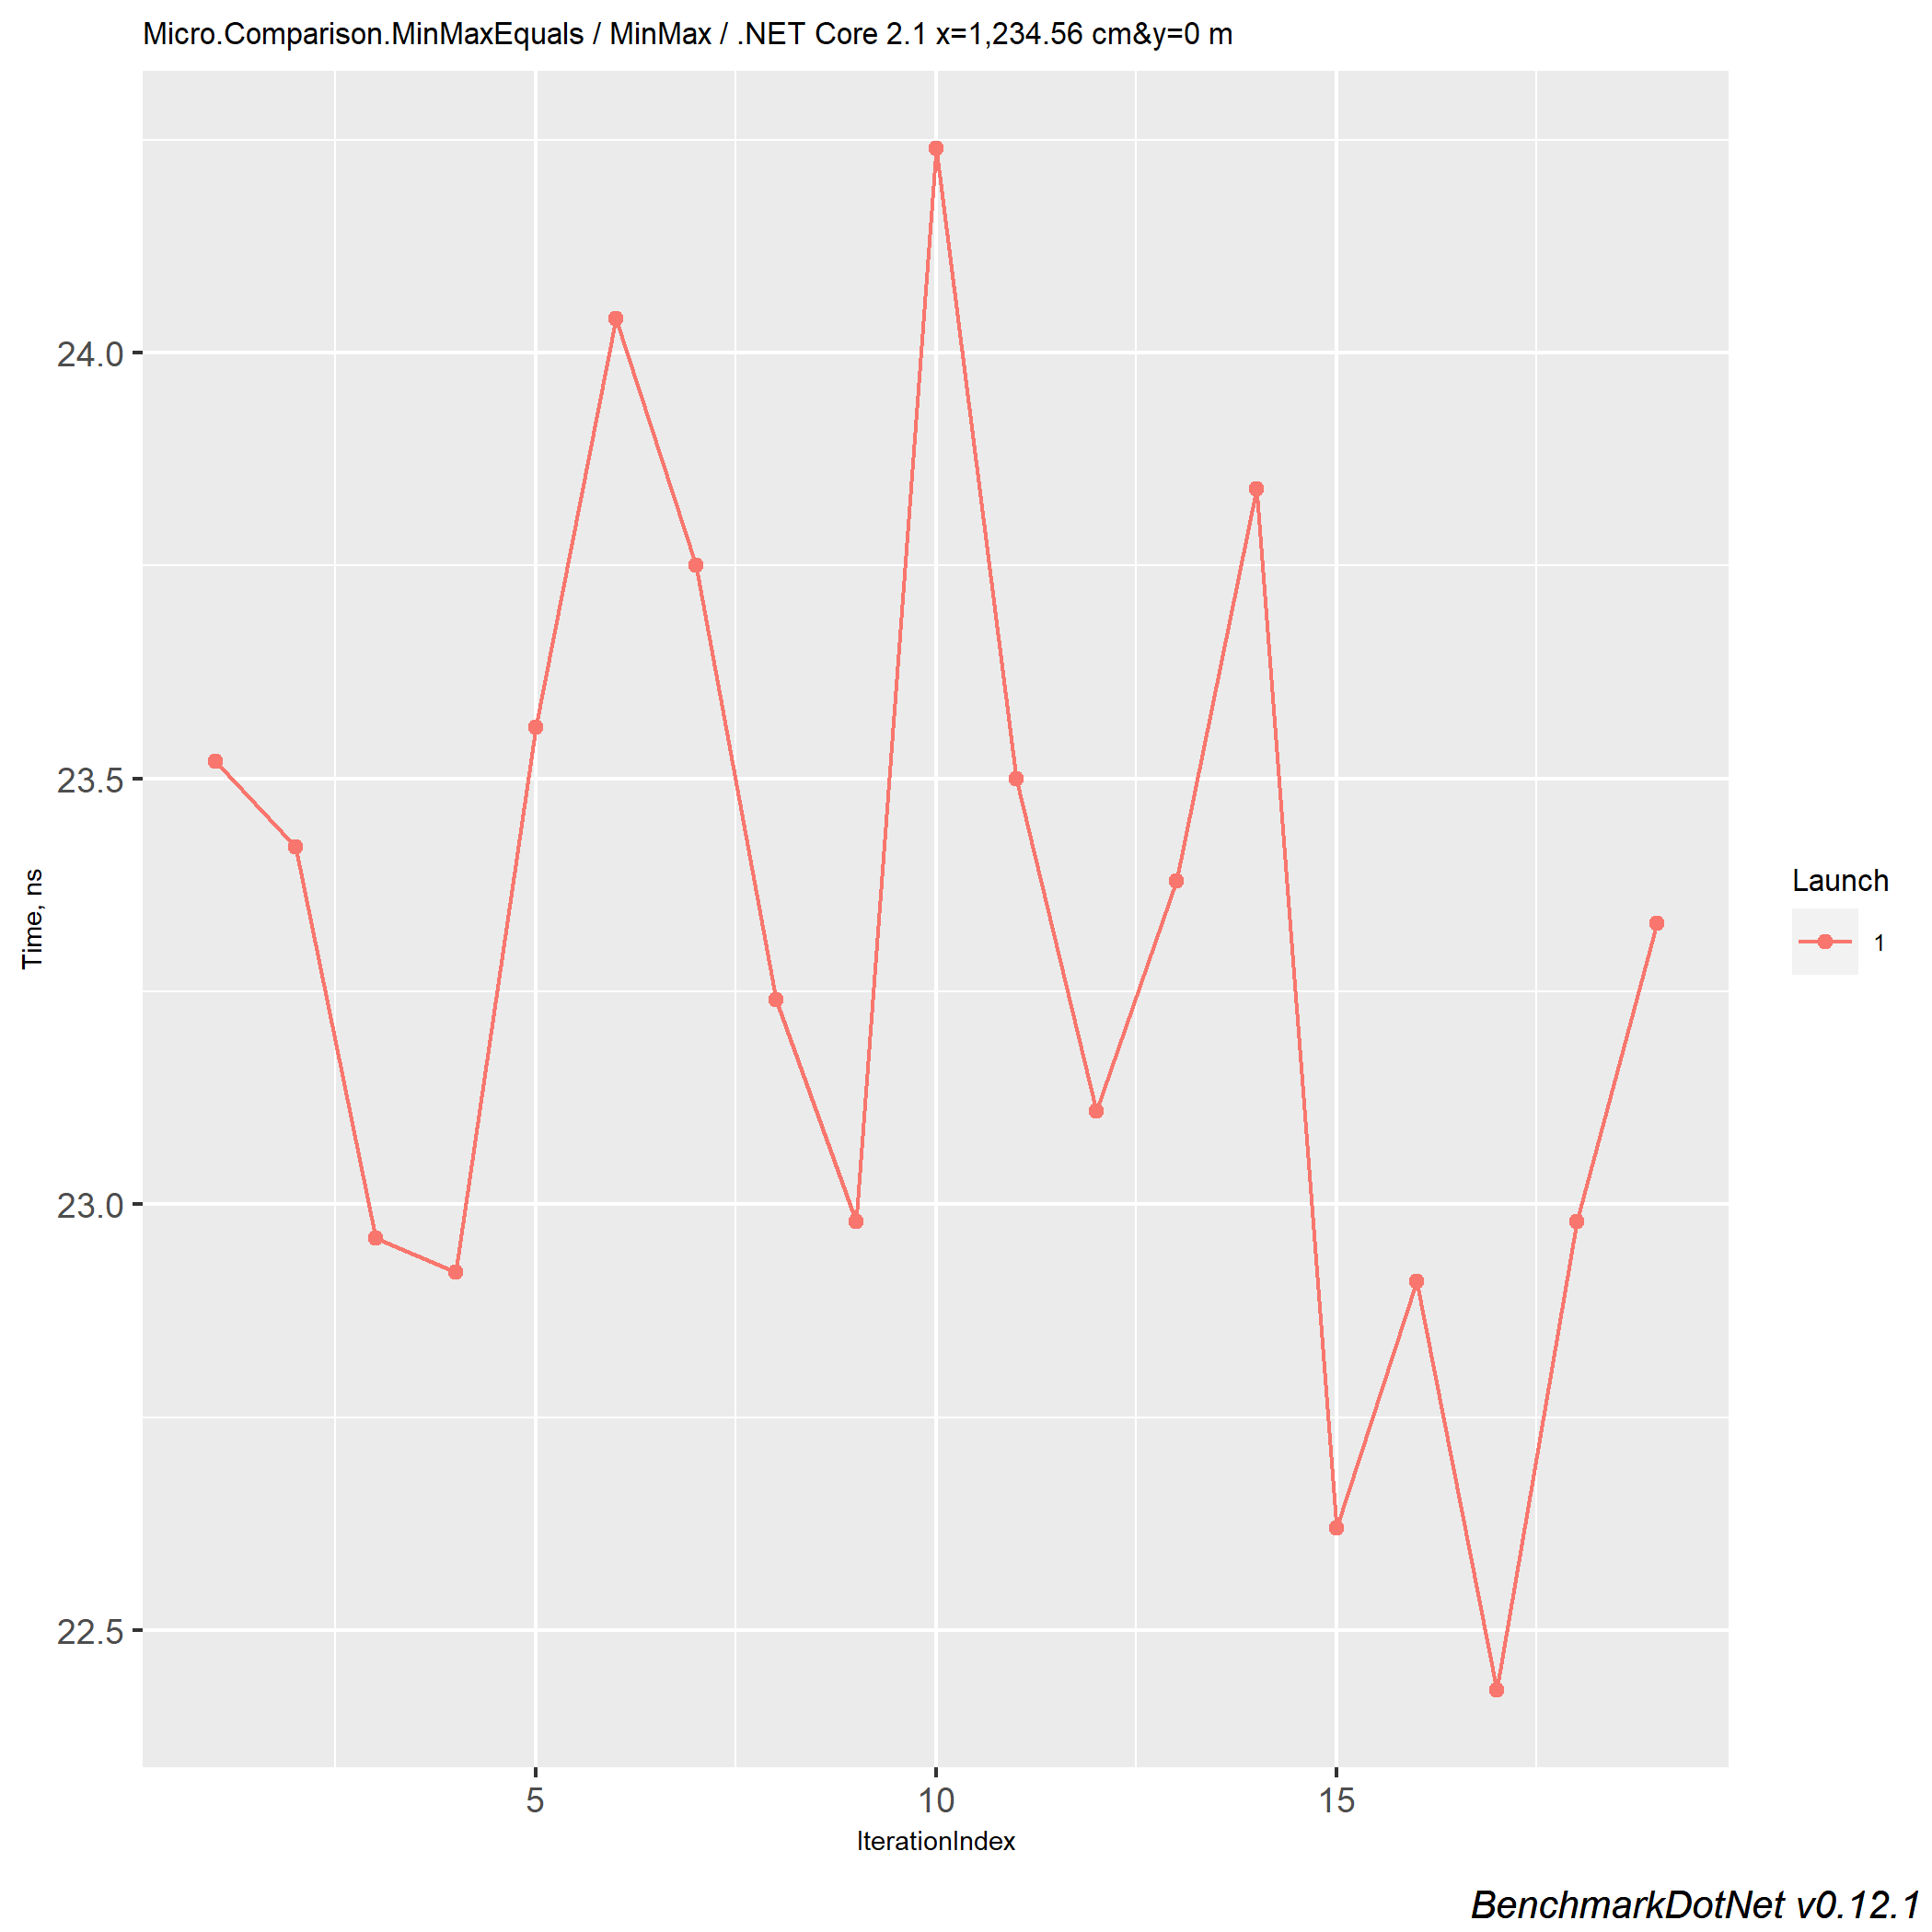 Micro.Comparison.MinMaxEquals / MinMax / .NET Core 2.1 x=1,234.56 cm&y=0 m
24.0
23.5
23.0
22.5
Time, ns
5 10 15
IterationIndex
Launch
1
BenchmarkDotNet v0.12.1